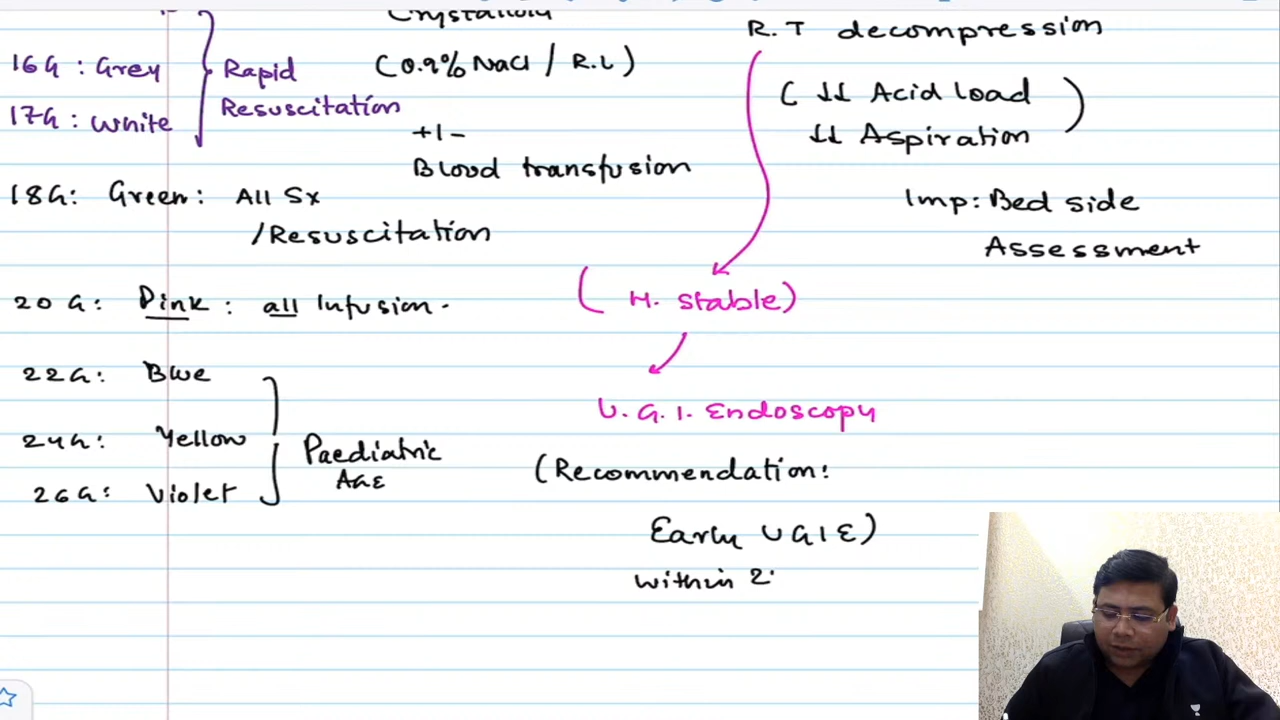 Crystalloid
16G : Grey
17G : White
Rapid
Resuscitation
(0.9% NaCl / R.L)
+/-
Blood transfusion
18G: Green: All Sx
/Resuscitation
20G: Pink: all Infusion.
22G: Blue
24G: Yellow
26G: Violet
Paediatric
AGE
R.T decompression
(↓↓ Acid load
↓↓ Aspiration)
Imp: Bed side
Assessment
(H. stable)
U.G.I. Endoscopy
(Recommendation:
Early UGIE)
within 2